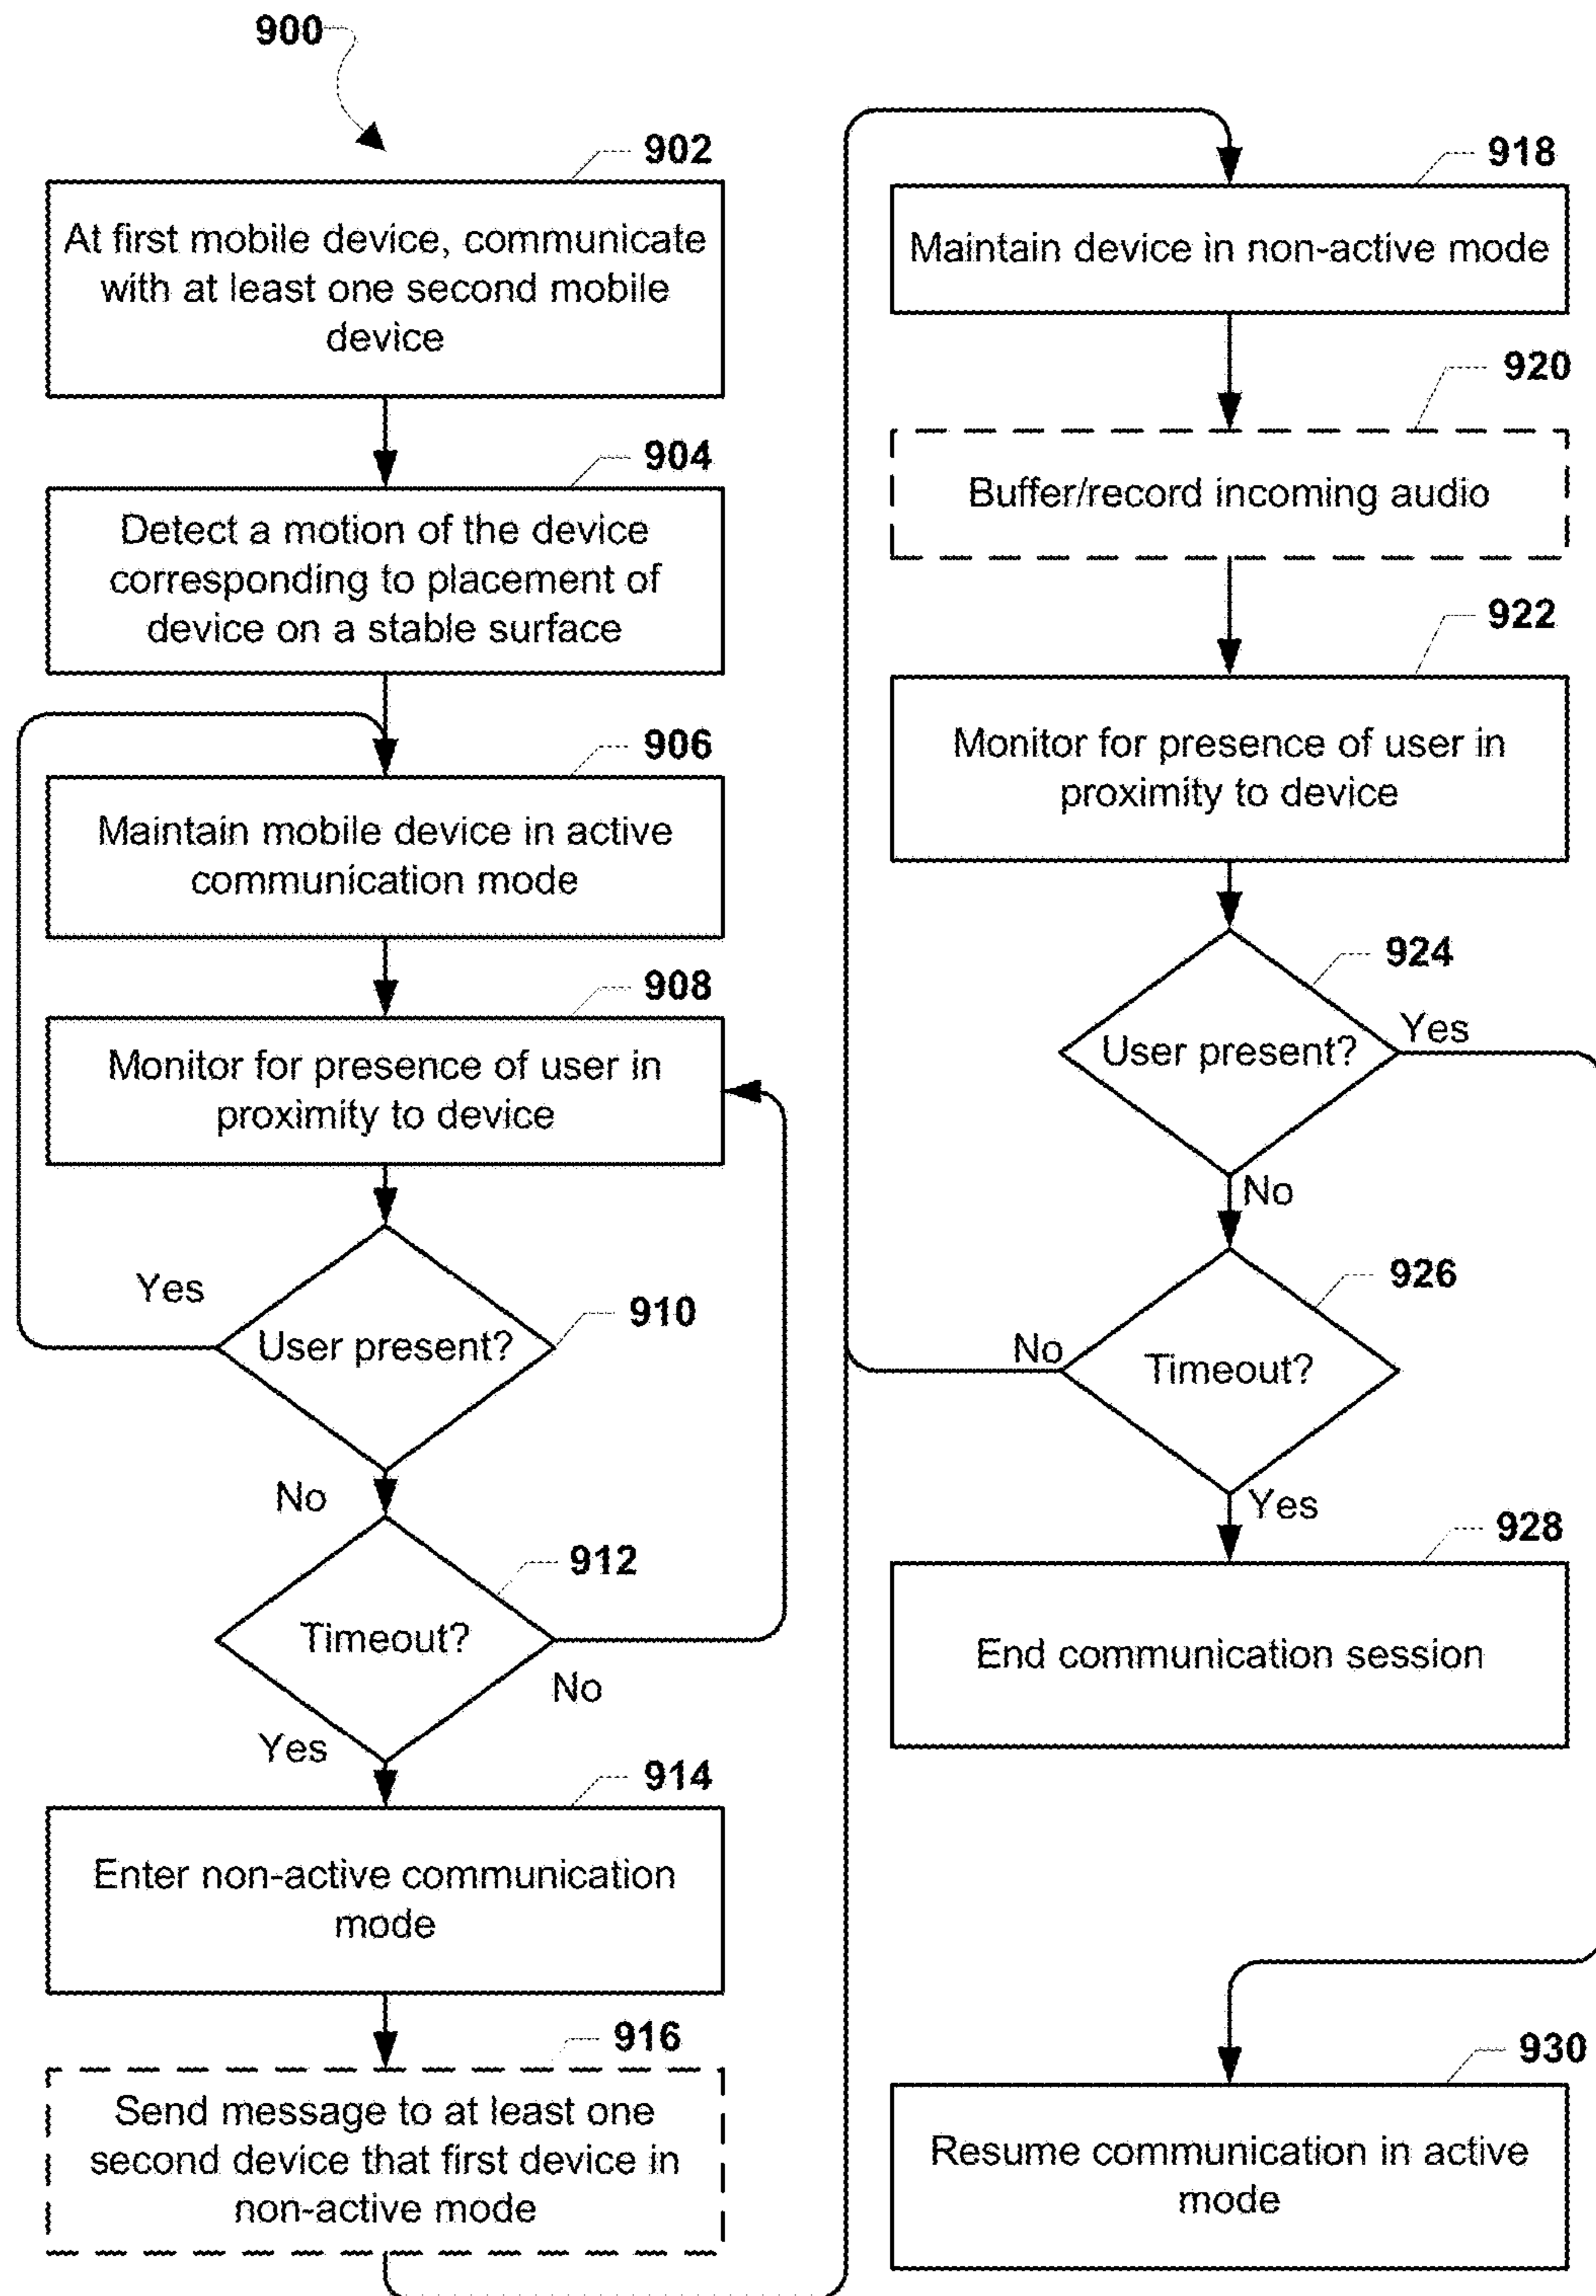 900
902
At first mobile device, communicate
with at least one second mobile
device
904
Detect a motion of the device
corresponding to placement of
device on a stable surface
906
Maintain mobile device in active
communication mode
908
Monitor for presence of user in
proximity to device
Yes
User present?
910
No
912
Timeout?
No
Yes
914
Enter non-active communication
mode
916
Send message to at least one
second device that first device in
non-active mode
918
Maintain device in non-active mode
920
Buffer/record incoming audio
922
Monitor for presence of user in
proximity to device
924
Yes
User present?
No
926
No
Timeout?
Yes
928
End communication session
930
Resume communication in active
mode